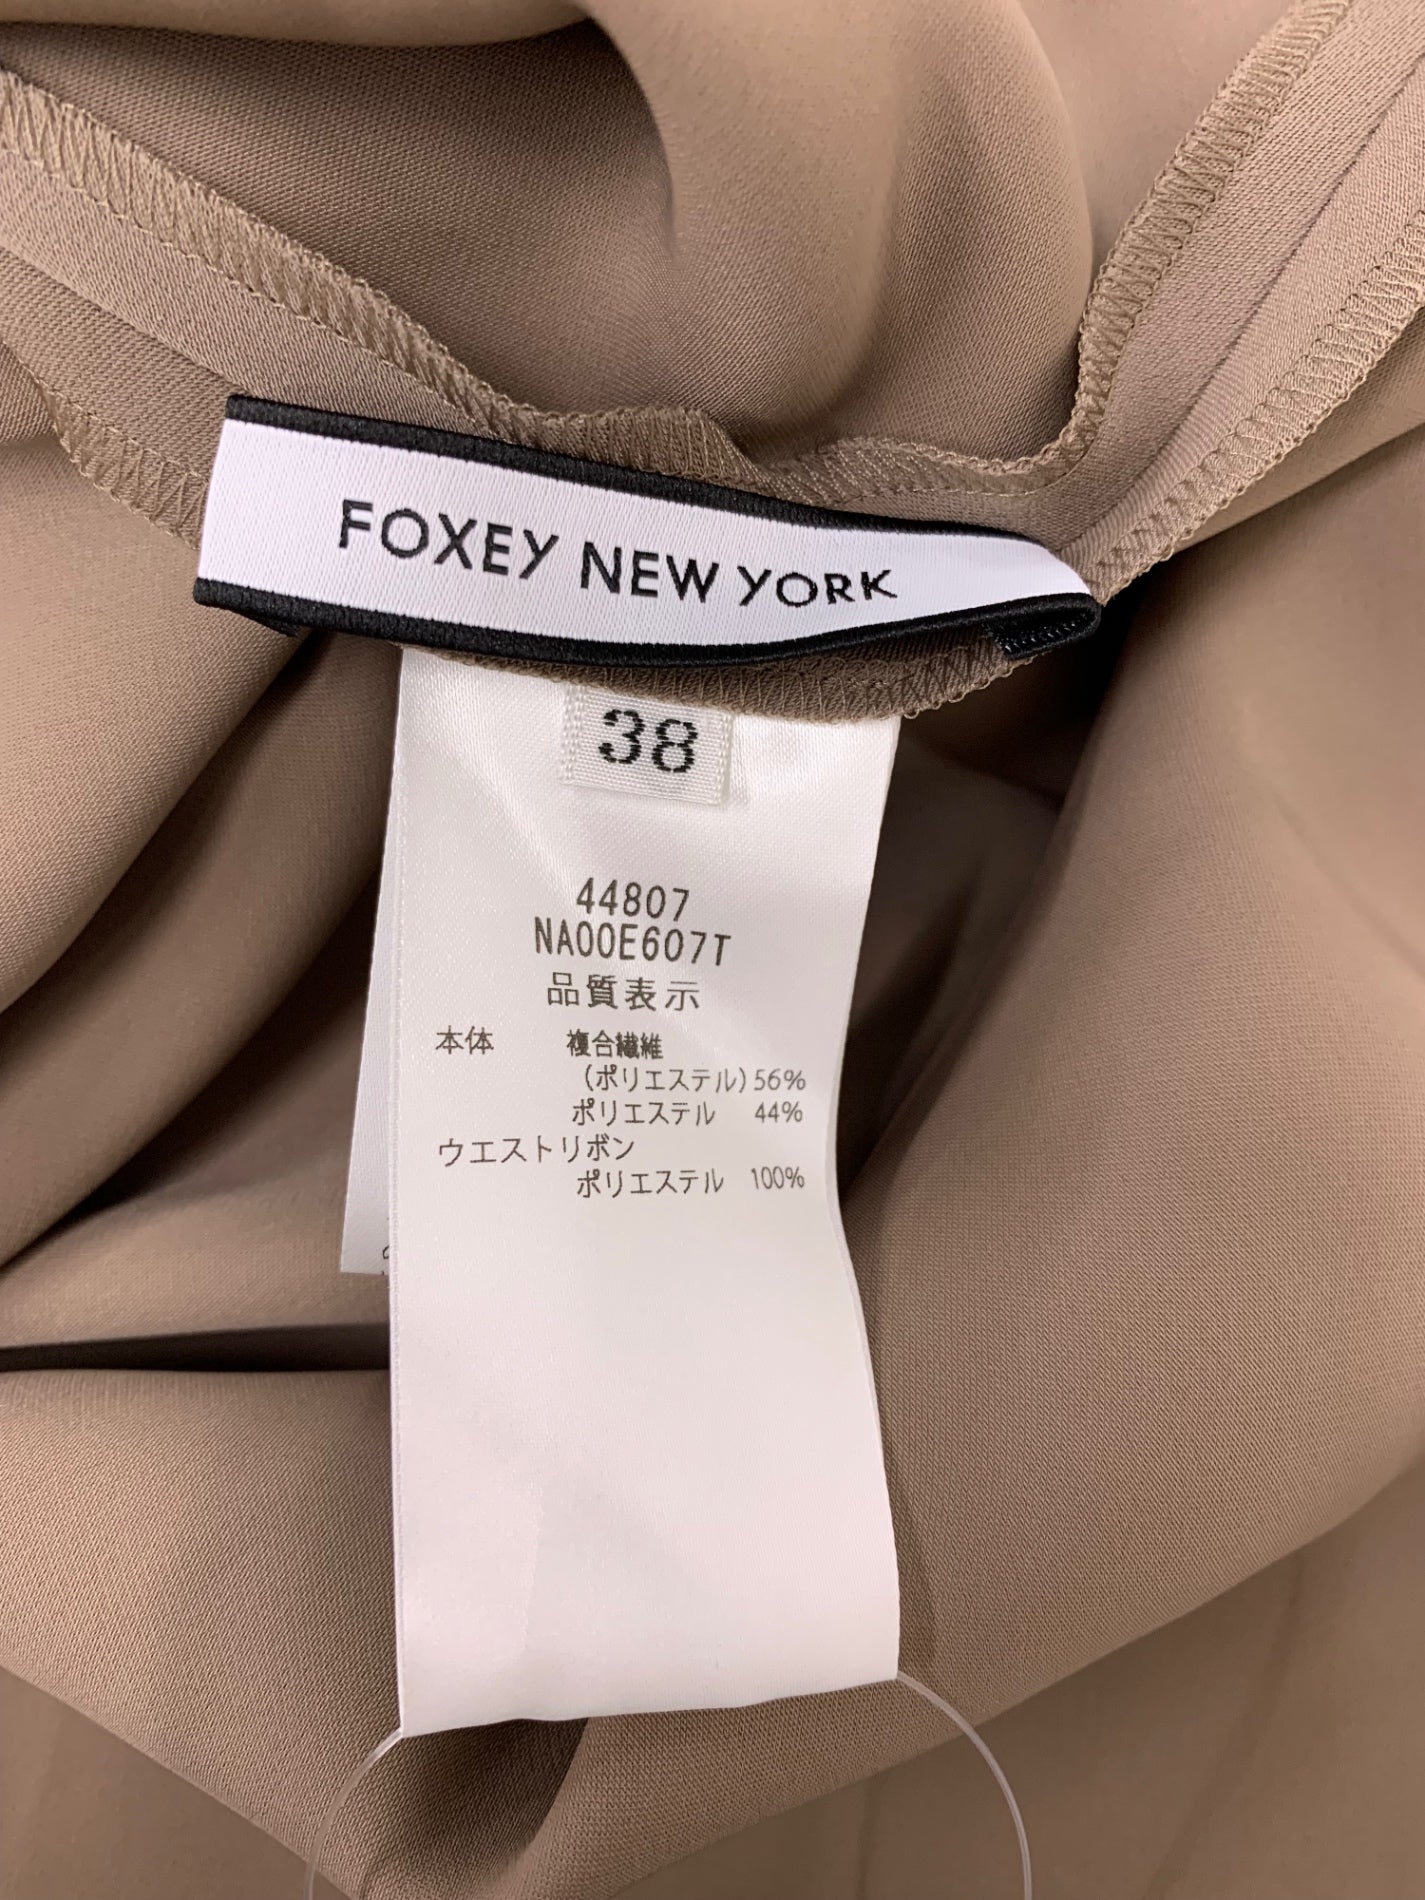 FOXEY NEW YORK
38
44807
NA00E607T
品質表示
本体 複合繊維
(ポリエステル) 56%
ポリエステル 44%
ウエストリボン
ポリエステル 100%